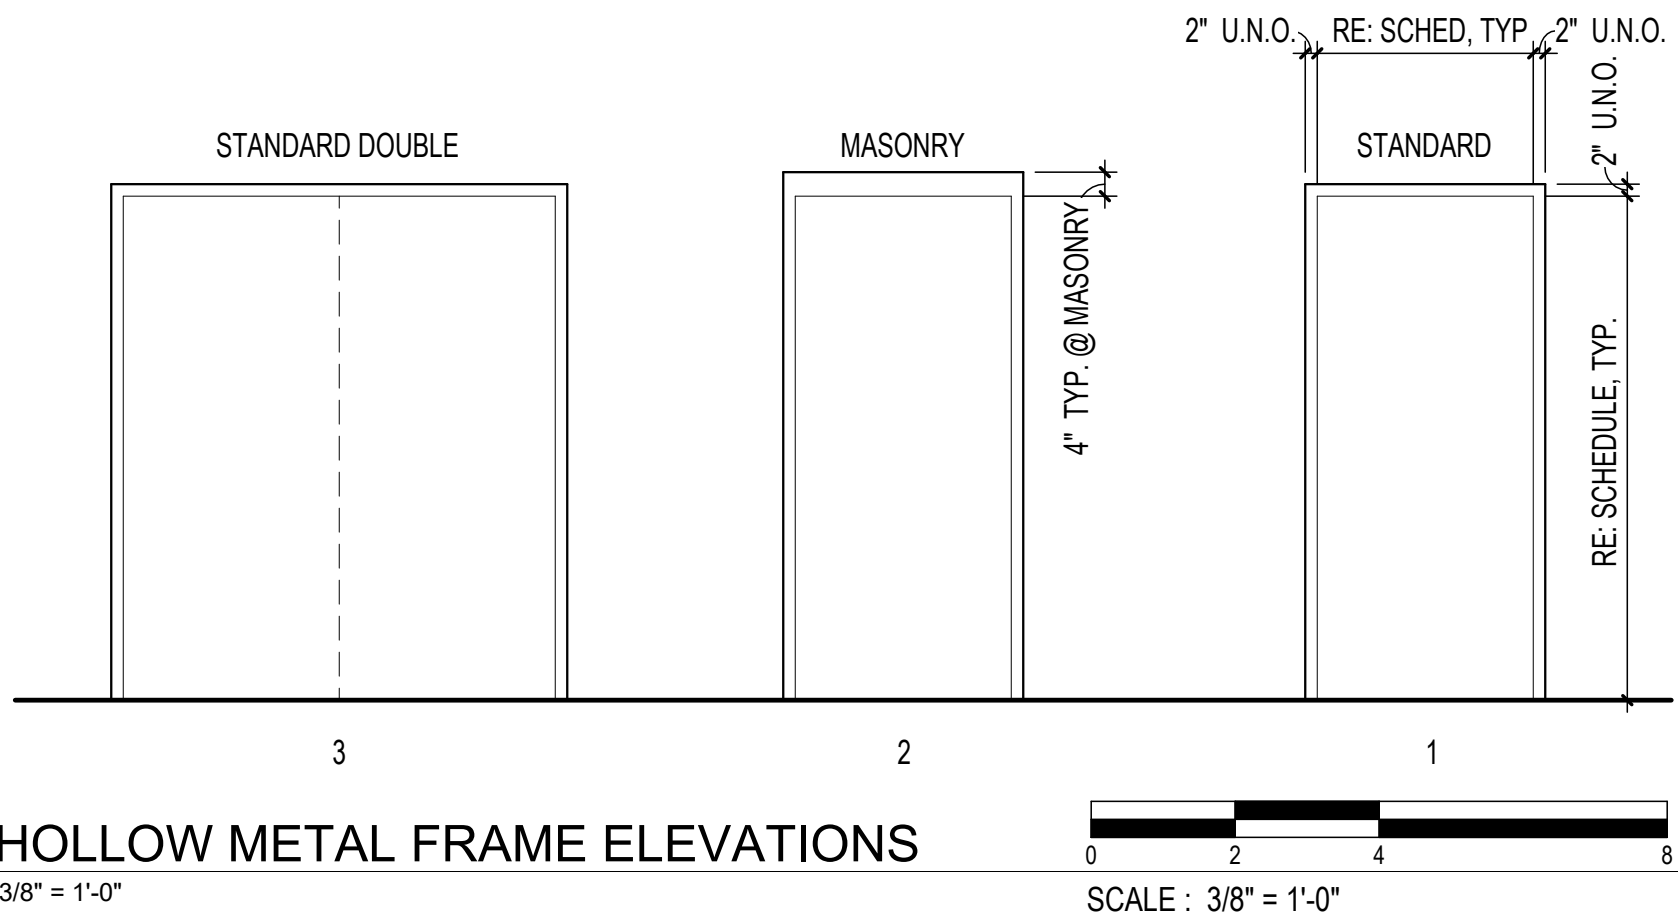 2" U.N.O. RE: SCHED, TYP 2" U.N.O.
2" U.N.O.
STANDARD DOUBLE
MASONRY
STANDARD
4" TYP. @ MASONRY
RE: SCHEDULE, TYP.
3
2
1
HOLLOW METAL FRAME ELEVATIONS
3/8" = 1'-0"
0 2 4 8
SCALE : 3/8" = 1'-0"